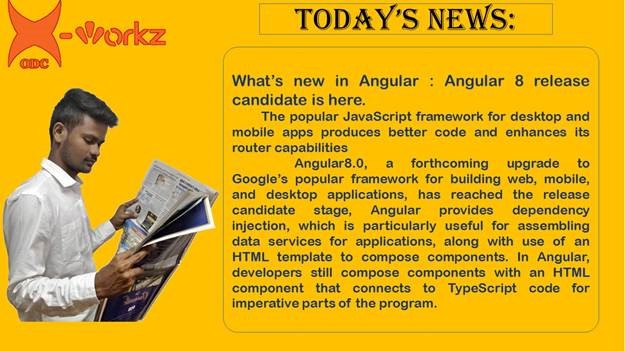 X-workz
ODC
TODAY'S NEWS:
What's new in Angular : Angular 8 release
candidate is here.
The popular JavaScript framework for desktop and
mobile apps produces better code and enhances its
router capabilities
Angular8.0, a forthcoming upgrade to
Google's popular framework for building web, mobile,
and desktop applications, has reached the release
candidate stage, Angular provides dependency
injection, which is particularly useful for assembling
data services for applications, along with use of an
HTML template to compose components. In Angular,
developers still compose components with an HTML
component that connects to TypeScript code for
imperative parts of the program.